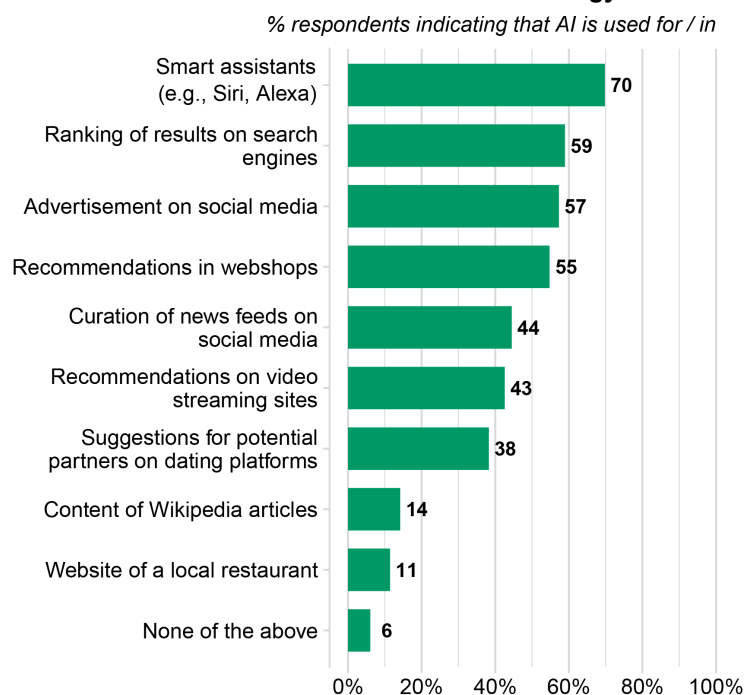 % respondents indicating that AI is used for / in
Smart assistants
(e.g., Siri, Alexa)
70
Ranking of results on search
engines
59
Advertisement on social media
57
Recommendations in webshops
55
Curation of news feeds on
social media
44
Recommendations on video
streaming sites
43
Suggestions for potential
partners on dating platforms
38
Content of Wikipedia articles
14
Website of a local restaurant
11
None of the above
6
0% 20% 40% 60% 80% 100%